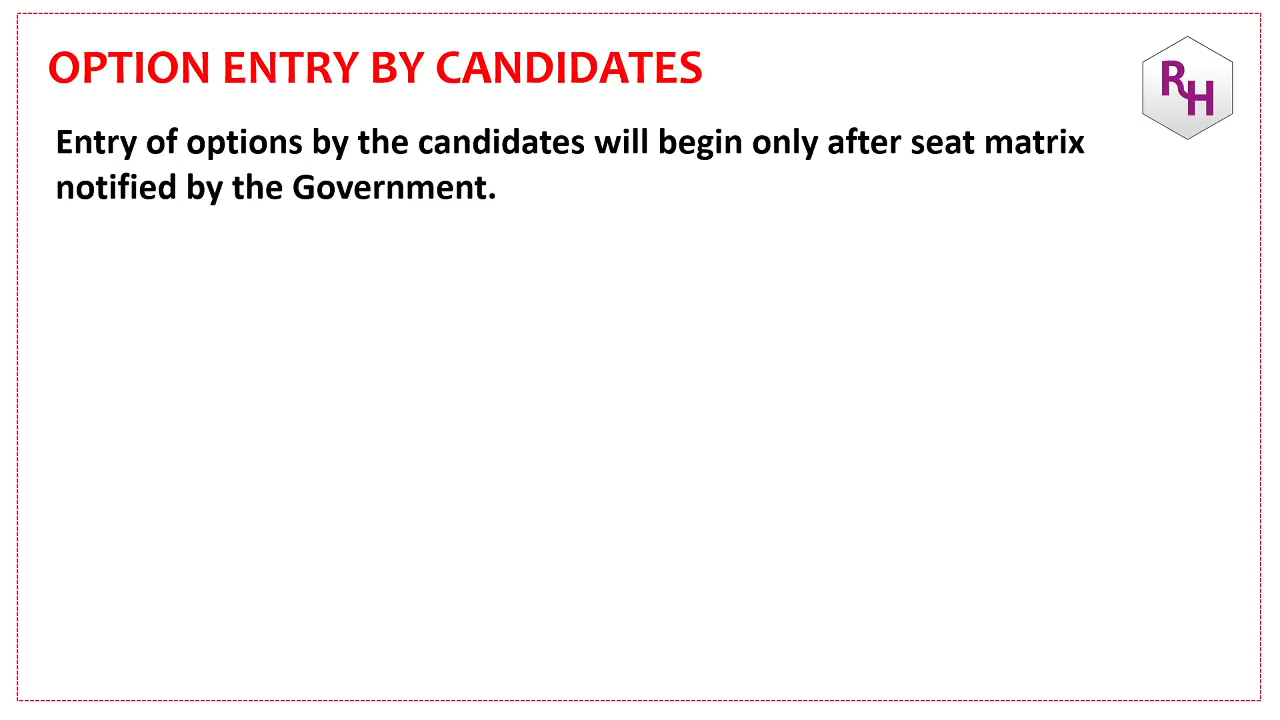 OPTION ENTRY BY CANDIDATES
RH
Entry of options by the candidates will begin only after seat matrix
notified by the Government.